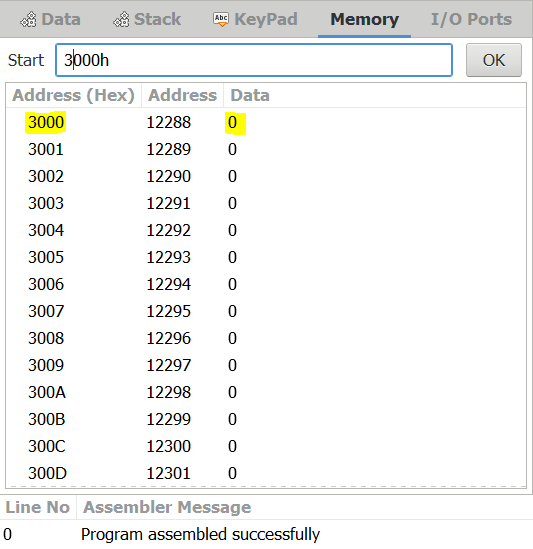 Data Stack Abc KeyPad Memory I/O Ports
Start 3000h OK
Address (Hex) Address Data
3000 12288 0
3001 12289 0
3002 12290 0
3003 12291 0
3004 12292 0
3005 12293 0
3006 12294 0
3007 12295 0
3008 12296 0
3009 12297 0
300A 12298 0
300B 12299 0
300C 12300 0
300D 12301 0
Line No Assembler Message
0 Program assembled successfully